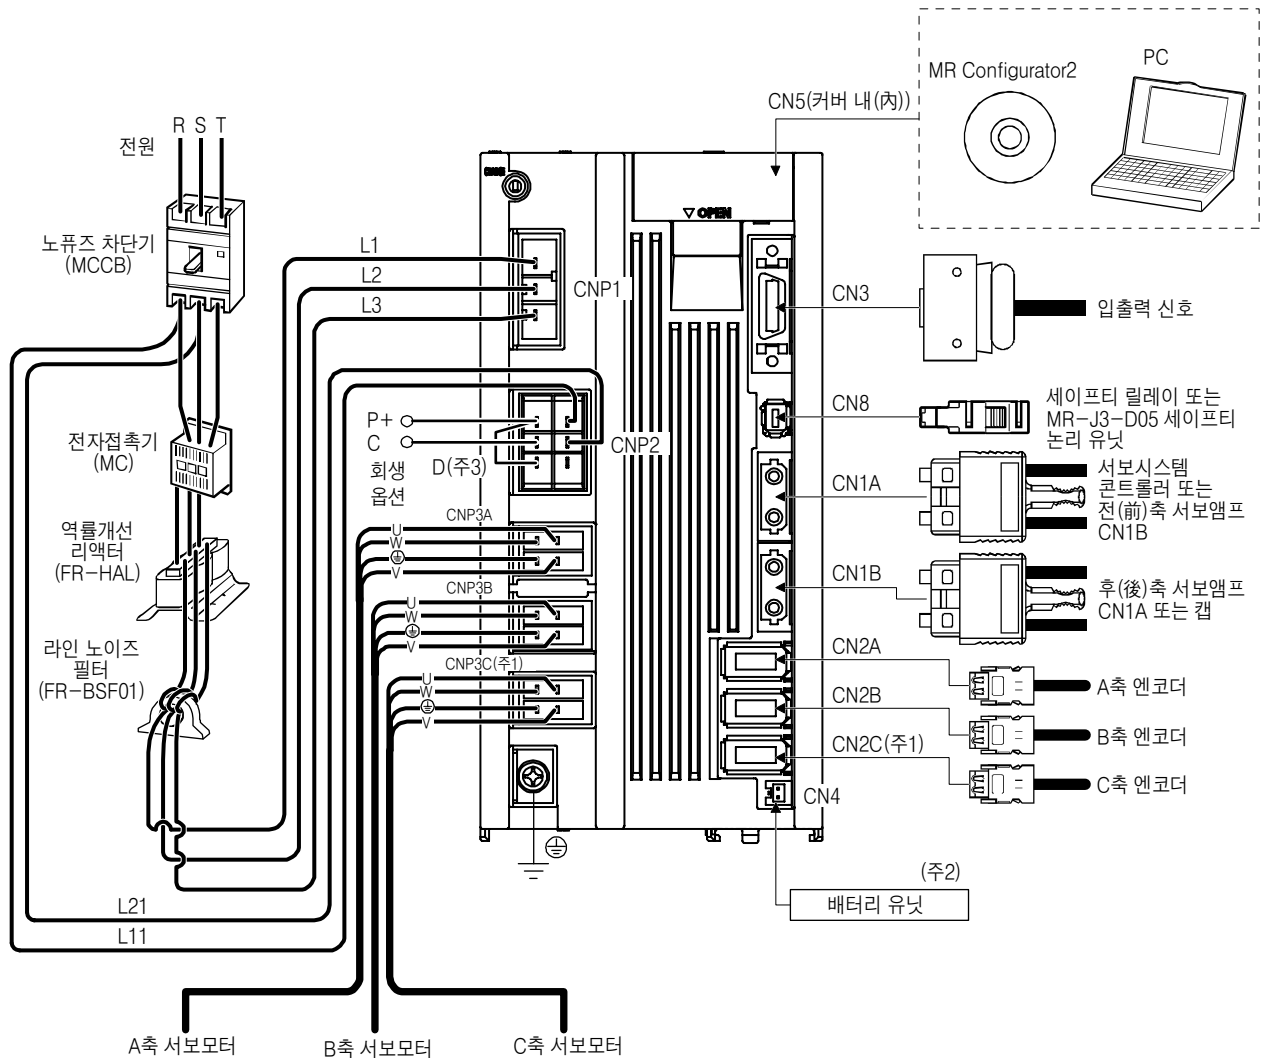 MR Configurator2
PC
CN5(커버 내(內))
R S T
전원
노퓨즈 차단기
(MCCB)
▽ OPEN
L1
L2
L3
CNP1
CN3
입출력 신호
P+
C
회생
옵션
D(주3)
CNP2
CN8
세이프티 릴레이 또는
MR-J3-D05 세이프티
논리 유닛
전자접촉기
(MC)
CN1A
서보시스템
콘트롤러 또는
전(前)축 서보앰프
CN1B
CNP3A
U
W
V
역률개선
리액터
(FR-HAL)
CN1B
후(後)축 서보앰프
CN1A 또는 캡
CNP3B
U
W
V
라인 노이즈
필터
(FR-BSF01)
CNP3C(주1)
U
W
V
CN2A
A축 엔코더
CN2B
B축 엔코더
CN2C(주1)
C축 엔코더
CN4
(주2)
배터리 유닛
L21
L11
A축 서보모터
B축 서보모터
C축 서보모터